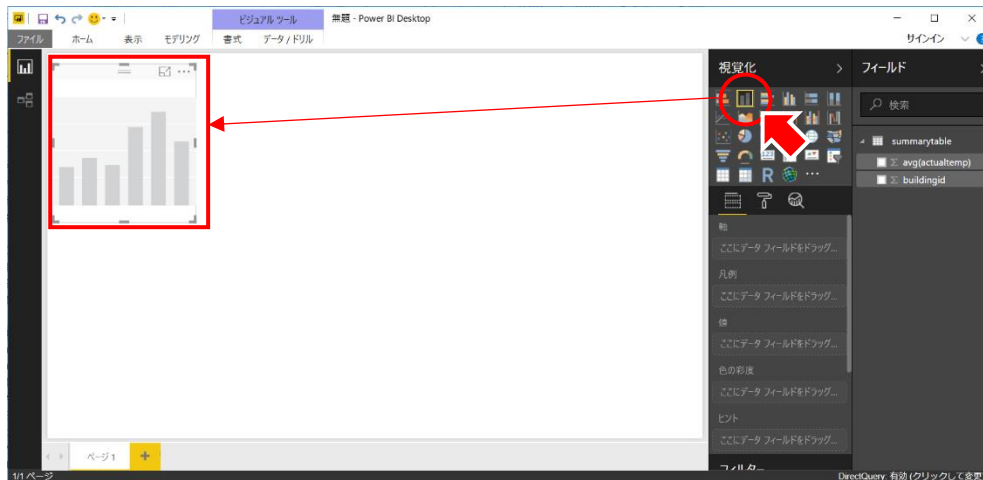 ビジュアル ツール
無題 - Power BI Desktop
ファイル ホーム 表示 モデリング 書式 データ / ドリル サインイン
視覚化
フィールド
検索
summarytable
Σ avg(actualtemp)
Σ buildingid
123
R
軸
ここにデータ フィールドをドラッグ...
凡例
ここにデータ フィールドをドラッグ...
値
ここにデータ フィールドをドラッグ...
色の彩度
ここにデータ フィールドをドラッグ...
ヒント
ここにデータ フィールドをドラッグ...
ページ 1
1/1 ページ
DirectQuery: 有効 (クリックして変更